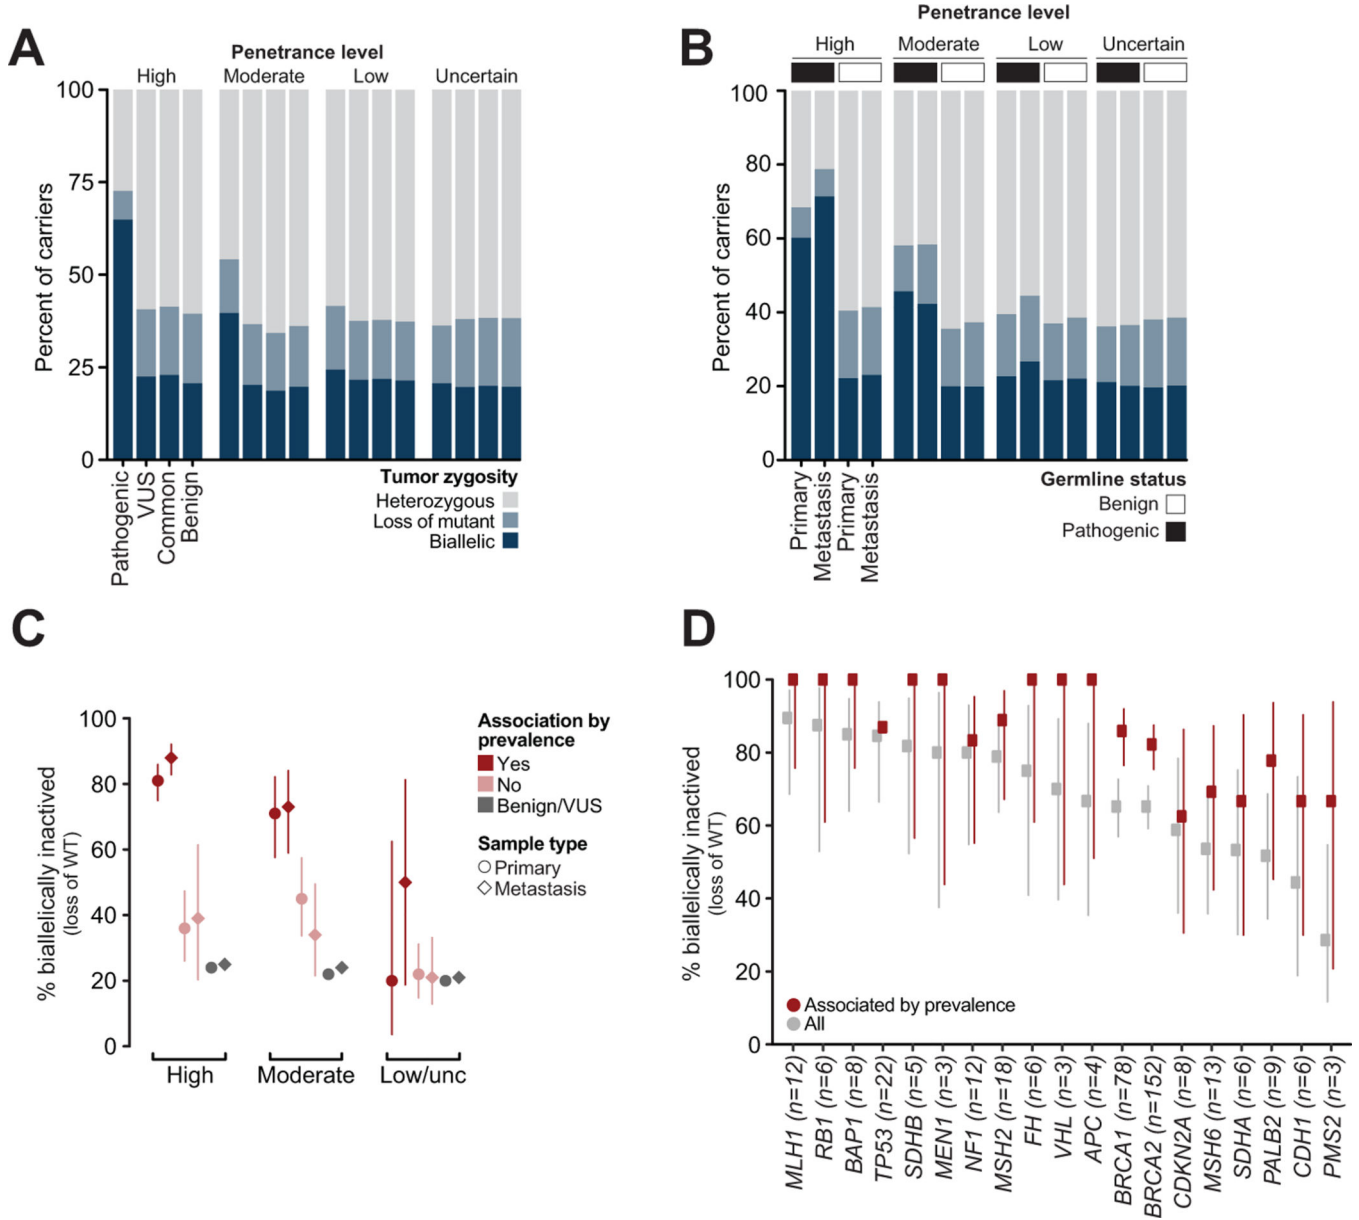 A
Penetrance level
High
Moderate
Low
Uncertain
100
75
50
25
0
Percent of carriers
Pathogenic
VUS
Common
Benign
Tumor zygosity
Heterozygous
Loss of mutant
Biallelic
B
Penetrance level
High
Moderate
Low
Uncertain
100
80
60
40
20
0
Percent of carriers
Primary
Metastasis
Primary
Metastasis
Germline status
Benign
Pathogenic
C
100
80
60
40
20
0
% biallelically inactived
(loss of WT)
High
Moderate
Low/unc
Association by
prevalence
Yes
No
Benign/VUS
Sample type
Primary
Metastasis
D
100
80
60
40
20
0
% biallelically inactived
(loss of WT)
Associated by prevalence
All
MLH1 (n=12)
RB1 (n=6)
BAP1 (n=8)
TP53 (n=22)
SDHB (n=5)
MEN1 (n=3)
NF1 (n=12)
MSH2 (n=18)
FH (n=6)
VHL (n=3)
APC (n=4)
BRCA1 (n=78)
BRCA2 (n=152)
CDKN2A (n=8)
MSH6 (n=13)
SDHA (n=6)
PALB2 (n=9)
CDH1 (n=6)
PMS2 (n=3)